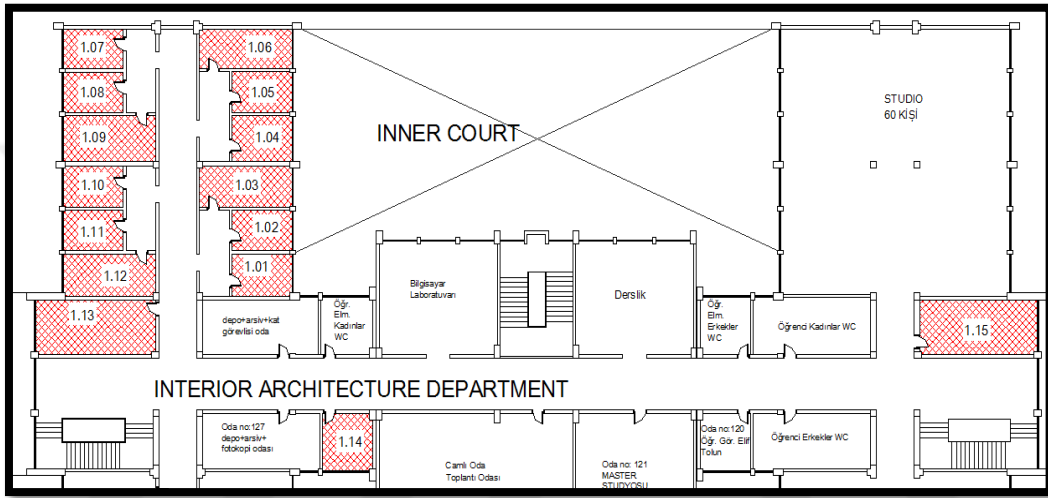 1.07
1.06
1.08
1.05
STUDIO
60 KİŞİ
1.09
1.04
INNER COURT
1.10
1.03
1.11
1.02
1.12
1.01
Bilgisayar
Laboratuvarı
Derslik
1.13
depo+arsiv+kat
görevlisi oda
Öğr.
Elm.
Kadınlar
WC
Öğr.
Elm.
Erkekler
WC
Öğrenci Kadınlar WC
1.15
INTERIOR ARCHITECTURE DEPARTMENT
Oda no:127
depo+arsiv+
fotokopi odası
1.14
Camlı Oda
Toplantı Odası
Oda no: 121
MASTER
STUDYOSU
Oda no:120
Öğr. Gör. Elif
Tolun
Öğrenci Erkekler WC